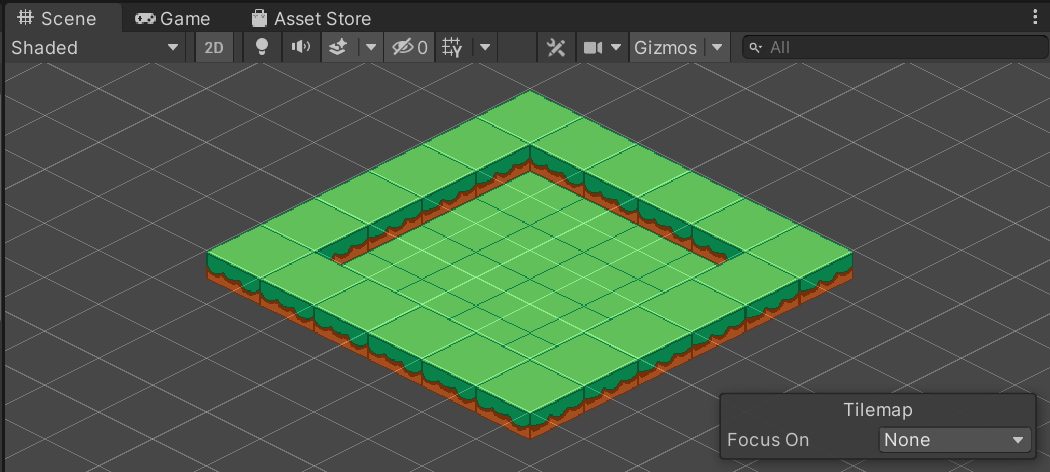 Scene Game Asset Store
Shaded 2D 0 Gizmos All
Tilemap
Focus On None